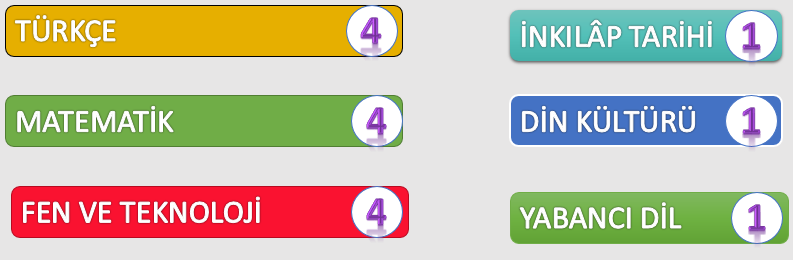 TÜRKÇE 4
MATEMATİK 4
FEN VE TEKNOLOJİ 4
İNKILÂP TARİHİ 1
DİN KÜLTÜRÜ 1
YABANCI DİL 1